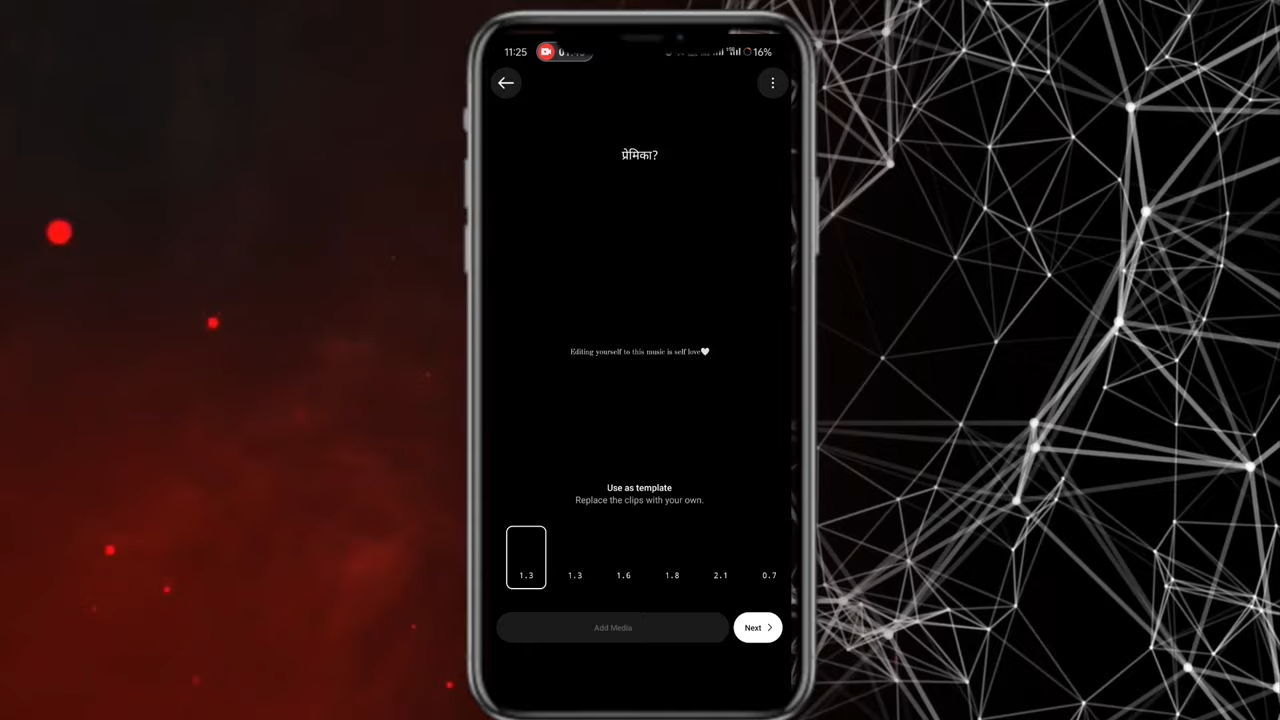 11:25
16%
प्रेमिका?
Editing yourself to this music is self love🤍
Use as template
Replace the clips with your own.
1.3 1.3 1.6 1.8 2.1 0.7
Add Media
Next